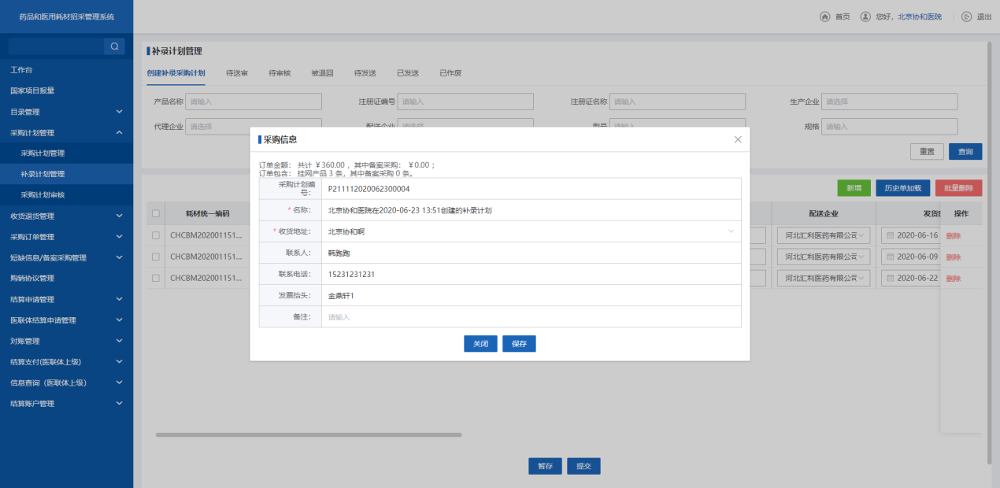 药品和医用耗材招采管理系统
首页
您好，北京协和医院
退出
工作台
国家项目报量
目录管理
采购计划管理
采购计划管理
补录计划管理
采购计划审核
收货退货管理
采购订单管理
短缺信息/备案采购管理
购销协议管理
结算申请管理
医联体结算申请管理
对账管理
结算支付(医联体上级)
信息查询（医联体上级）
结算账户管理
补录计划管理
创建补录采购计划 待送审 待审核 被退回 待发送 已发送 已作废
产品名称 请输入 注册证编号 请输入 注册证名称 请输入 生产企业 请选择
代理企业 请选择 配送企业 请选择 型号 请输入 规格 请输入
重置 查询
新增 历史单加载 批量删除
耗材统一编码 配送企业 发货 操作
CHCBM202001151... 河北汇利医药有限公司 2020-06-16 删除
CHCBM202001151... 河北汇利医药有限公司 2020-06-09 删除
CHCBM202001151... 河北汇利医药有限公司 2020-06-22 删除
采购信息
订单金额： 共计 ￥360.00 ，其中备案采购： ￥0.00 ；
订单包含： 挂网产品 3 条，其中备案采购 0 条。
采购计划编号： P211112020062300004
* 名称： 北京协和医院在2020-06-23 13:51创建的补录计划
* 收货地址： 北京协和啊
联系人： 韩跑跑
联系电话： 15231231231
发票抬头： 金鼎轩1
备注： 请输入
关闭 保存
暂存 提交